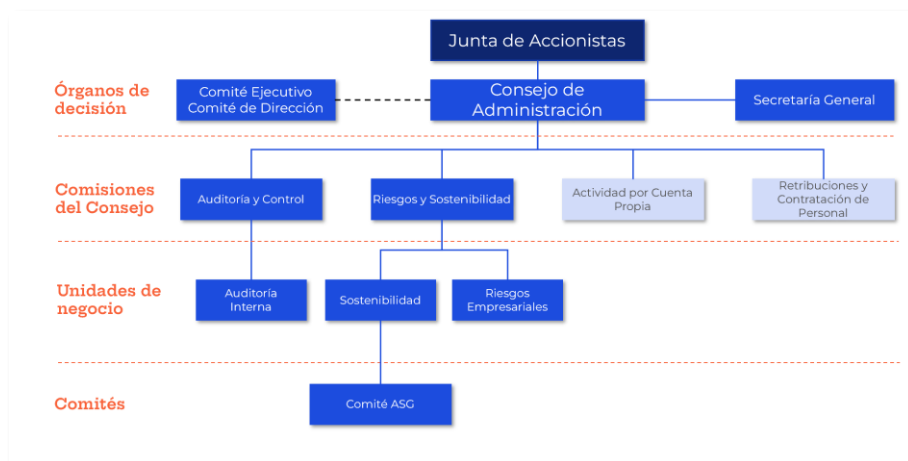 Junta de Accionistas
Órganos de
decisión
Comité Ejecutivo
Comité de Dirección
Consejo de
Administración
Secretaría General
Comisiones
del Consejo
Auditoría y Control
Riesgos y Sostenibilidad
Actividad por Cuenta
Propia
Retribuciones y
Contratación de
Personal
Unidades de
negocio
Auditoría
Interna
Sostenibilidad
Riesgos
Empresariales
Comités
Comité ASG